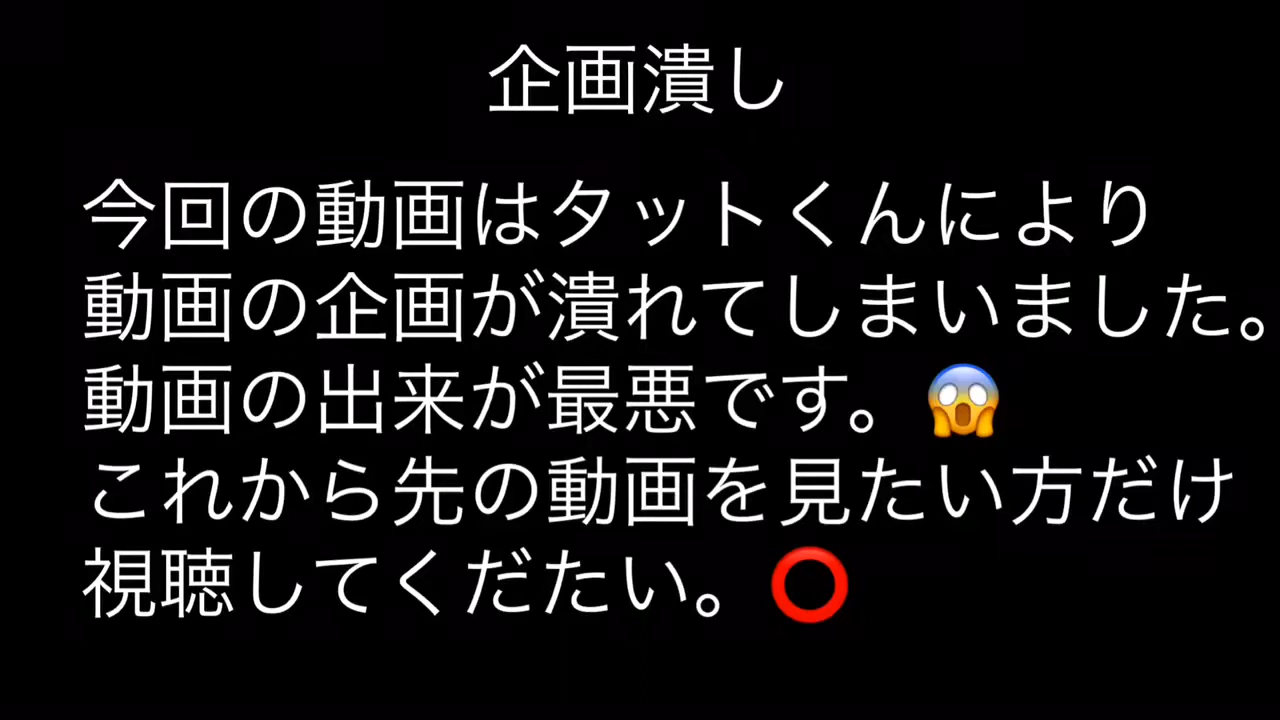 企画潰し
今回の動画はタットくんにより
動画の企画が潰れてしまいました。
動画の出来が最悪です。😱
これから先の動画を見たい方だけ
視聴してくだたい。⭕